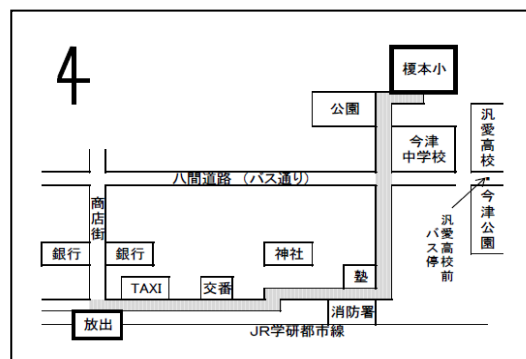 4
榎本小
公園
今津
中学校
汎愛高校
八間道路（バス通り）
商店街
汎愛高校前
バス停
今津公園
銀行
銀行
神社
塾
TAXI
交番
消防署
放出
JR学研都市線